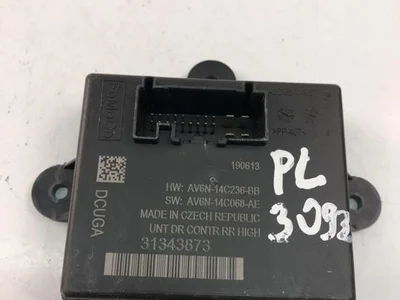 190613
HW: AV6N-14C236-BB
SW: AV6N-14C068-AE
MADE IN CZECH REPUBLIC
UNT DR CONTR RR HIGH
31343873
DCUGA
PL
3093